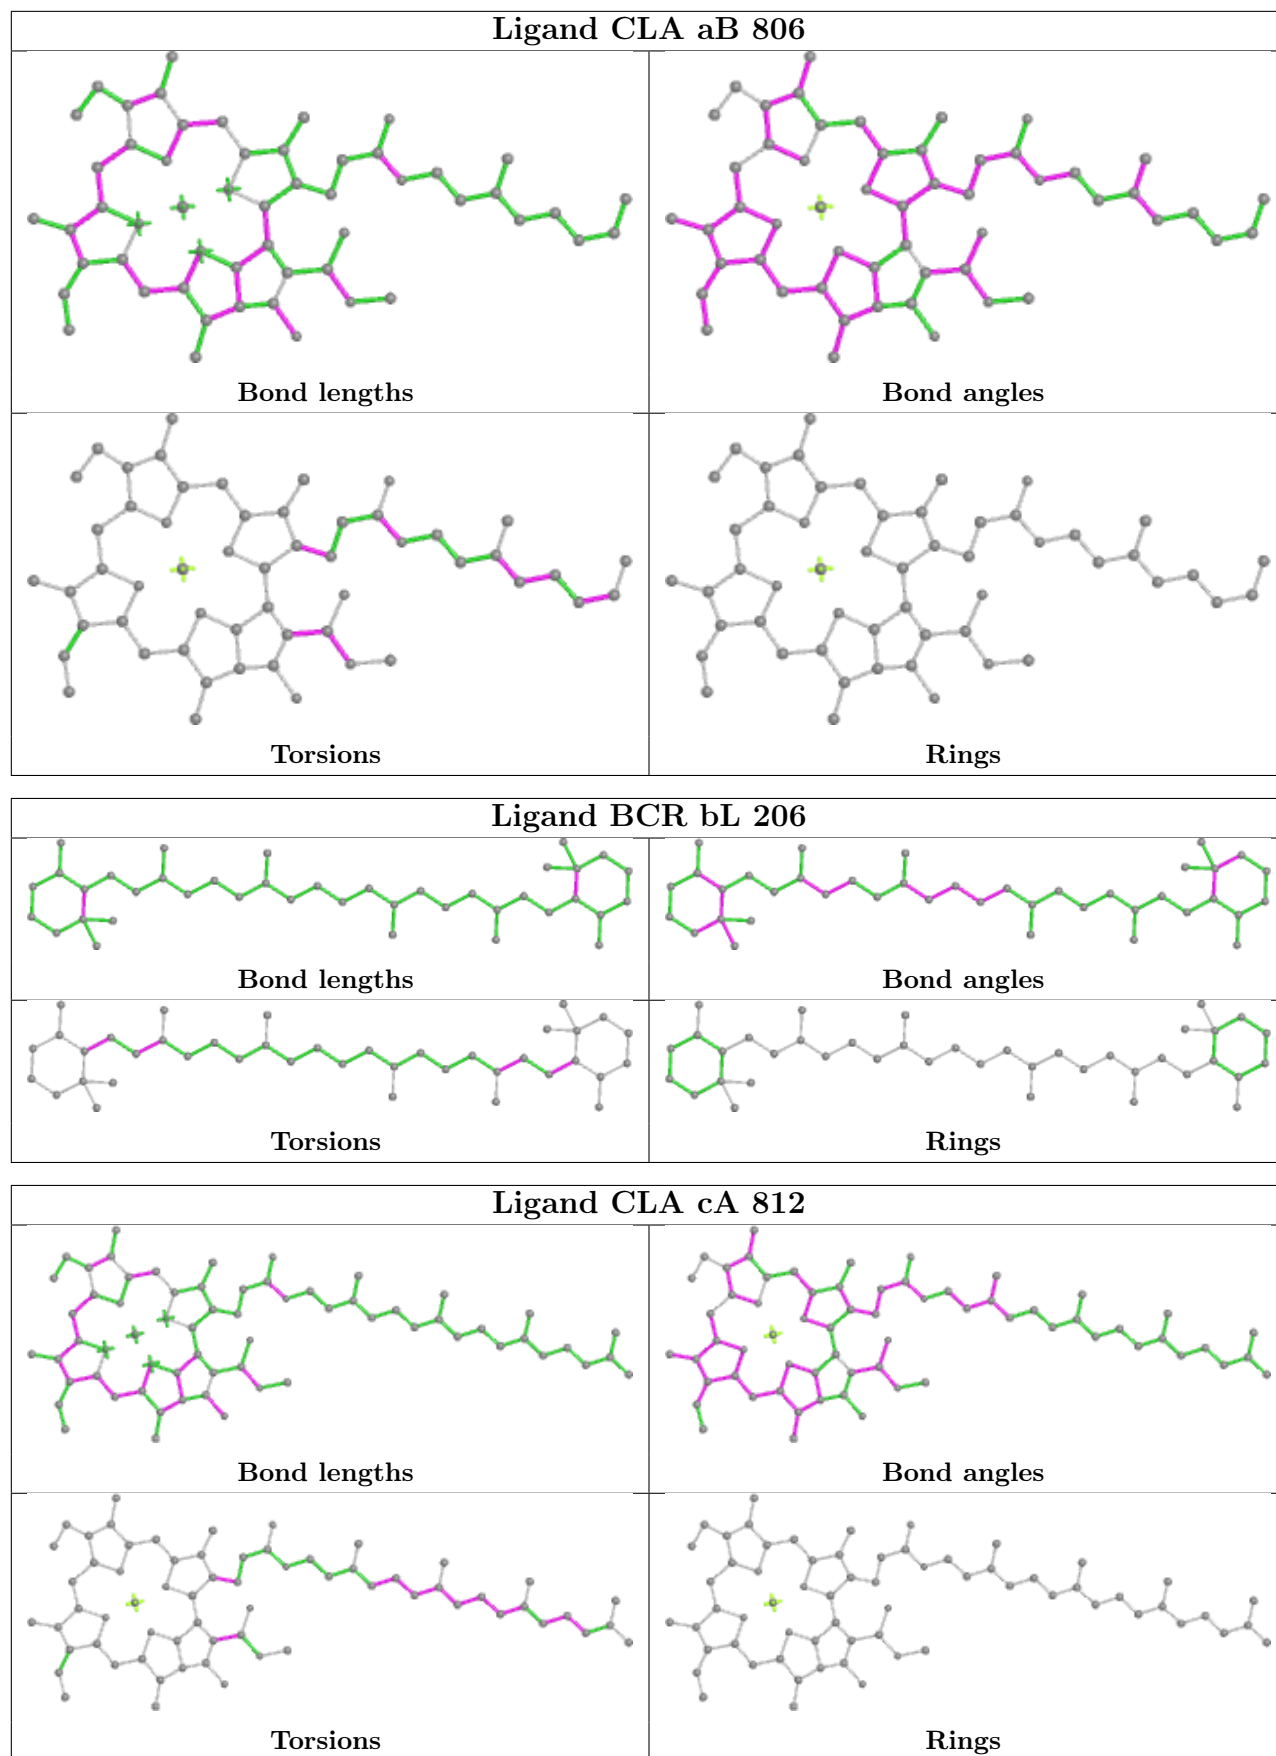 Ligand CLA aB 806
Bond lengths
Bond angles
Torsions
Rings
Ligand BCR bL 206
Bond lengths
Bond angles
Torsions
Rings
Ligand CLA cA 812
Bond lengths
Bond angles
Torsions
Rings